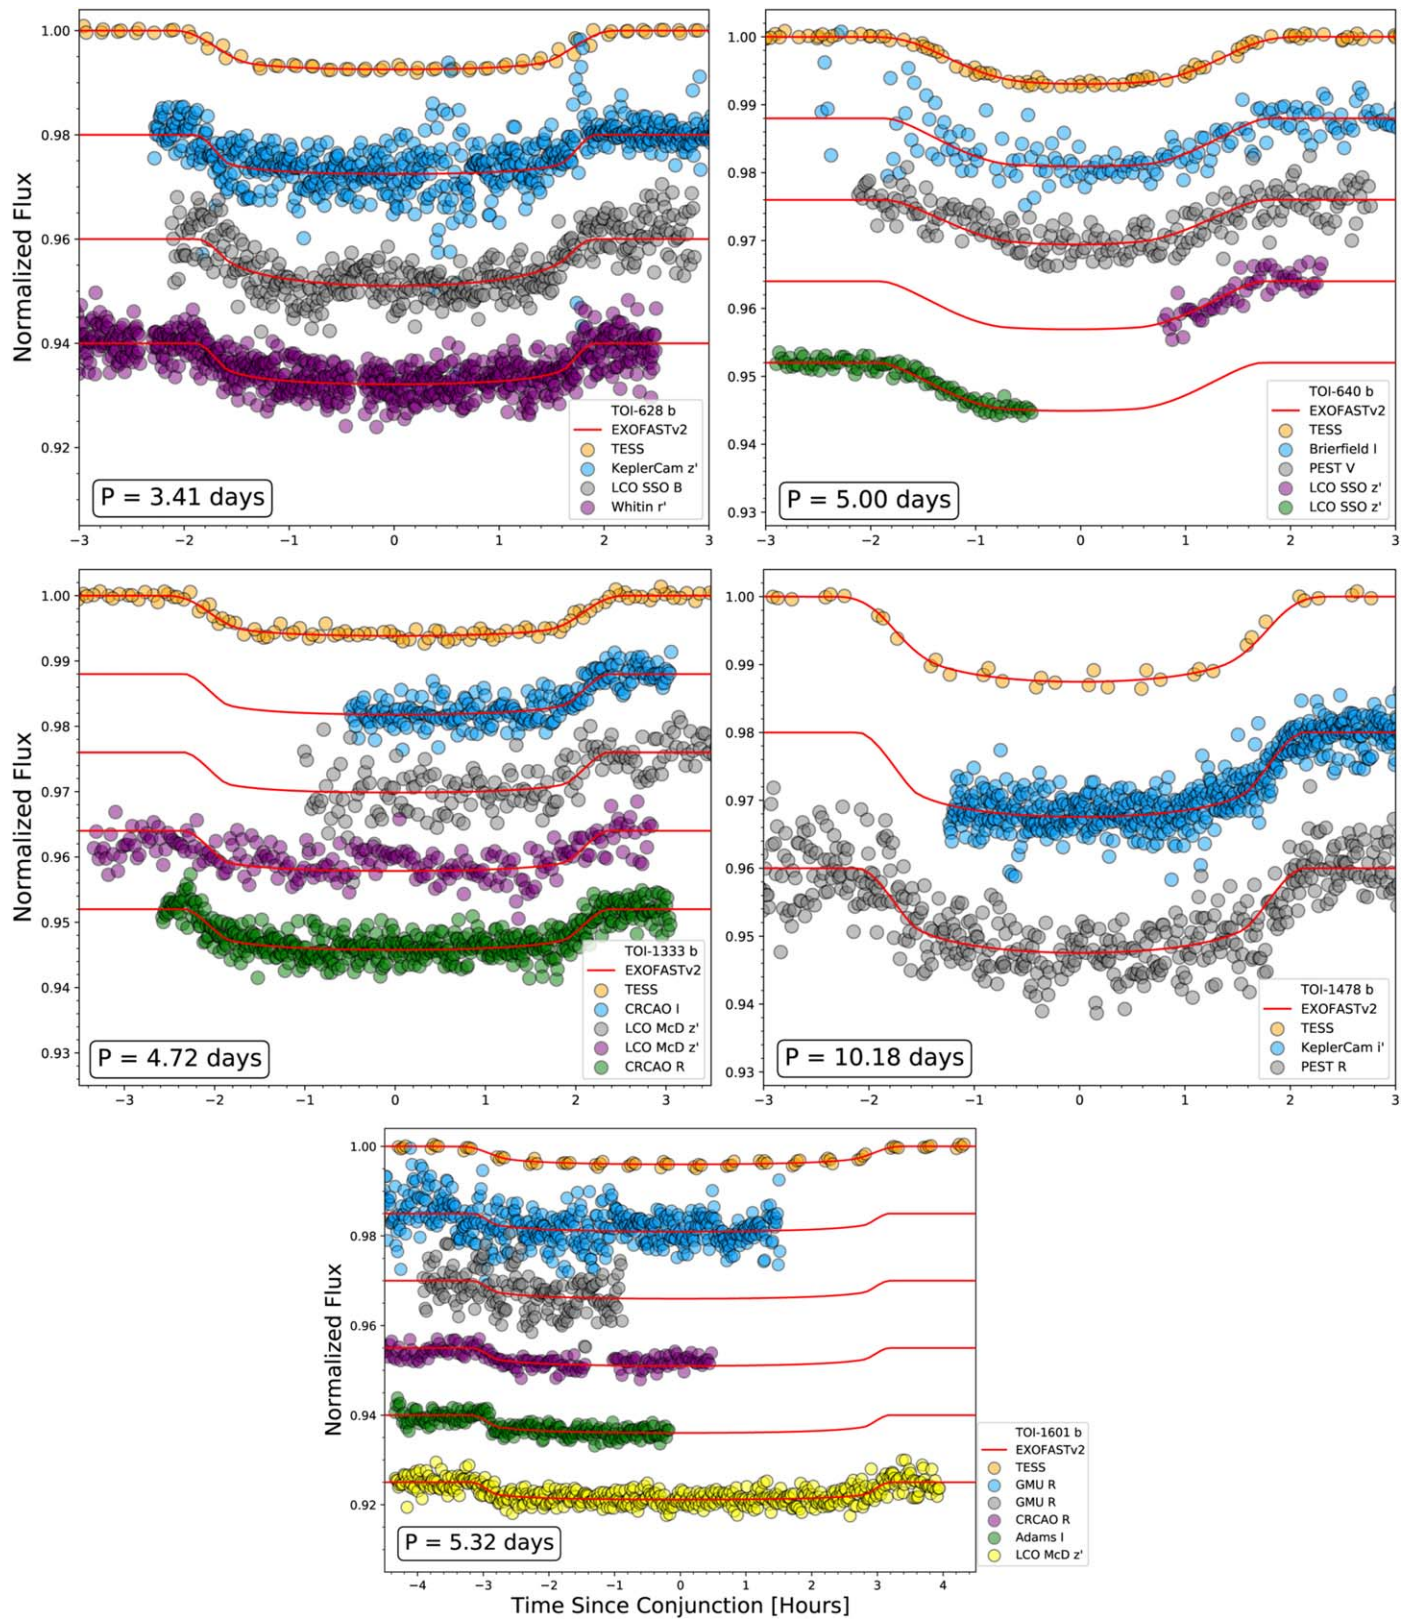 Normalized Flux
1.00
0.98
0.96
0.94
0.92
−3
−2
−1
0
1
2
3
P = 3.41 days
TOI-628 b
EXOFASTv2
TESS
KeplerCam z'
LCO SSO B
Whitin r'
1.00
0.99
0.98
0.97
0.96
0.95
0.94
0.93
−3
−2
−1
0
1
2
3
P = 5.00 days
TOI-640 b
EXOFASTv2
TESS
Brierfield I
PEST V
LCO SSO z'
LCO SSO z'
Normalized Flux
1.00
0.99
0.98
0.97
0.96
0.95
0.94
0.93
−3
−2
−1
0
1
2
3
P = 4.72 days
TOI-1333 b
EXOFASTv2
TESS
CRCAO I
LCO McD z'
LCO McD z'
CRCAO R
1.00
0.99
0.98
0.97
0.96
0.95
0.94
0.93
−3
−2
−1
0
1
2
3
P = 10.18 days
TOI-1478 b
EXOFASTv2
TESS
KeplerCam i'
PEST R
Normalized Flux
1.00
0.98
0.96
0.94
0.92
−4
−3
−2
−1
0
1
2
3
4
P = 5.32 days
TOI-1601 b
EXOFASTv2
TESS
GMU R
GMU R
CRCAO R
Adams I
LCO McD z'
Time Since Conjunction [Hours]